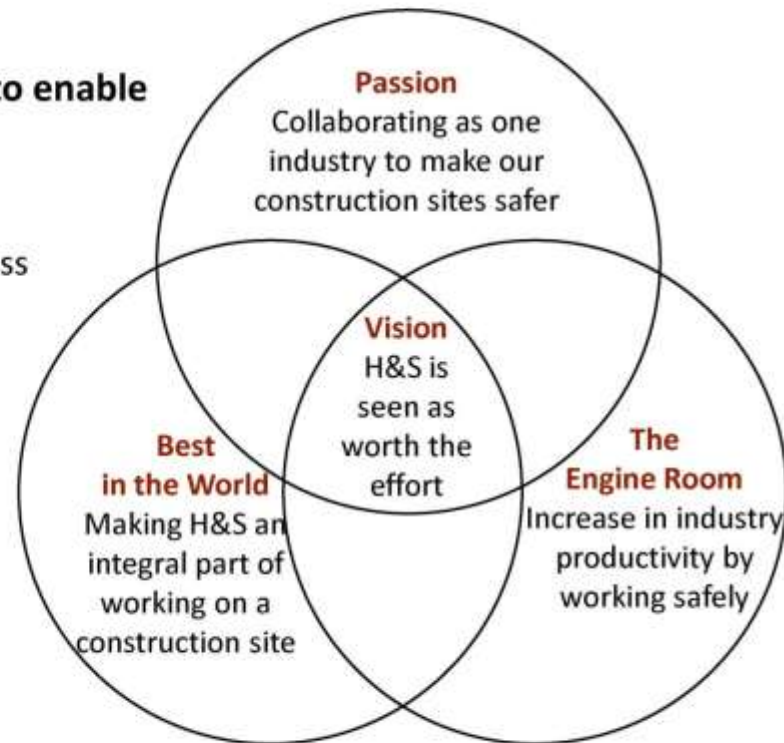 to enable
ss
Passion
Collaborating as one
industry to make our
construction sites safer
Vision
H&S is
seen as
worth the
effort
Best
in the World
Making H&S an
integral part of
working on a
construction site
The
Engine Room
Increase in industry
productivity by
working safely